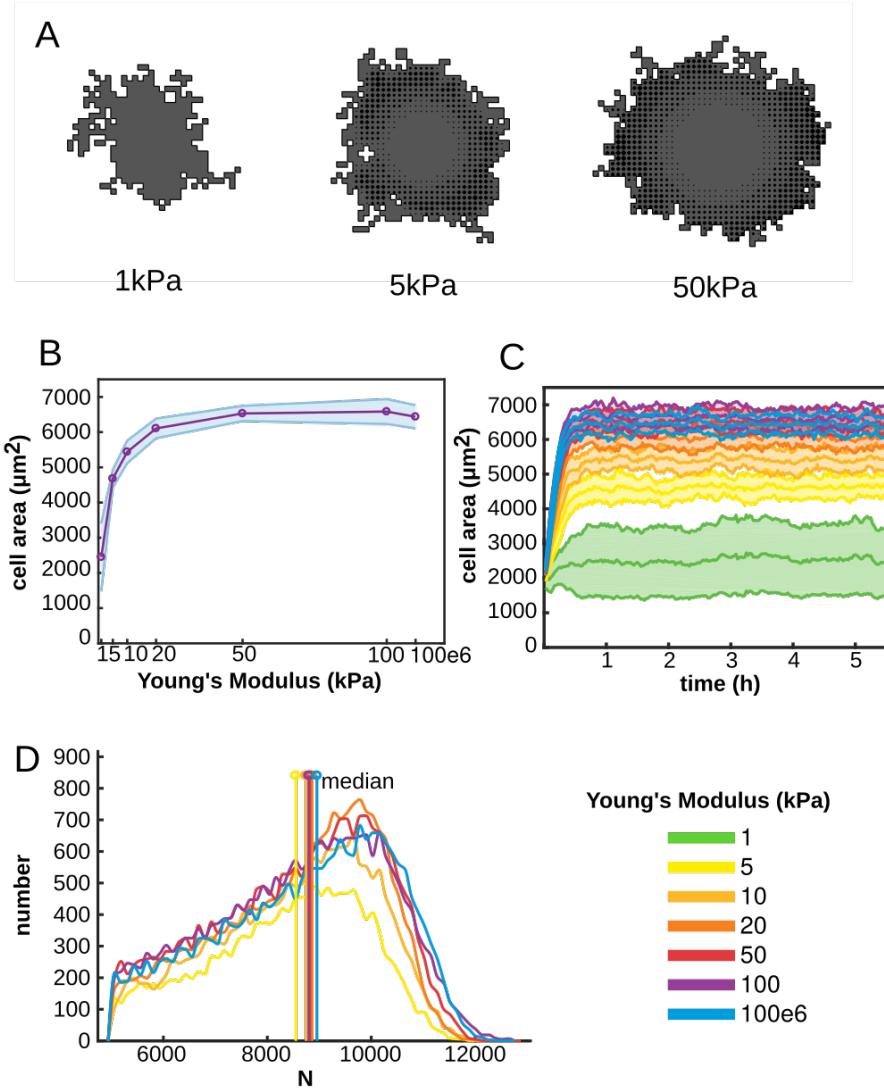 A
1kPa
5kPa
50kPa
B
7000
6000
5000
4000
3000
2000
1000
0
cell area (µm²)
1 5 10 20 50 100 100e6
Young's Modulus (kPa)
C
7000
6000
5000
4000
3000
2000
1000
0
cell area (µm²)
1 2 3 4 5
time (h)
D
900
800
700
600
500
400
300
200
100
0
number
median
6000 8000 10000 12000
N
Young's Modulus (kPa)
1
5
10
20
50
100
100e6